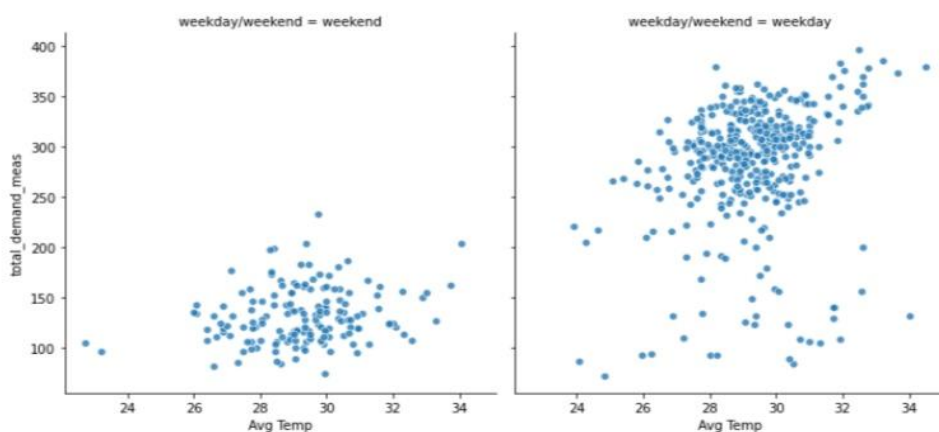 weekday/weekend = weekend
weekday/weekend = weekday
total_demand_meas
400
350
300
250
200
150
100
24 26 28 30 32 34
24 26 28 30 32 34
Avg Temp
Avg Temp